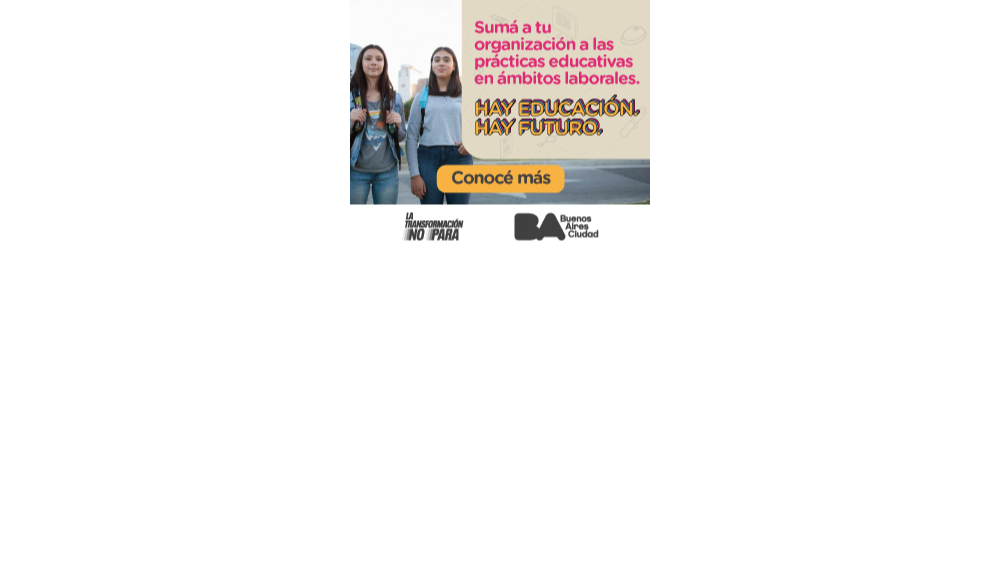 Sumá a tu
organización a las
prácticas educativas
en ámbitos laborales.
HAY EDUCACIÓN.
HAY FUTURO.
Conocé más
LA
TRANSFORMACIÓN
NO PARA
BA Buenos
Aires
Ciudad